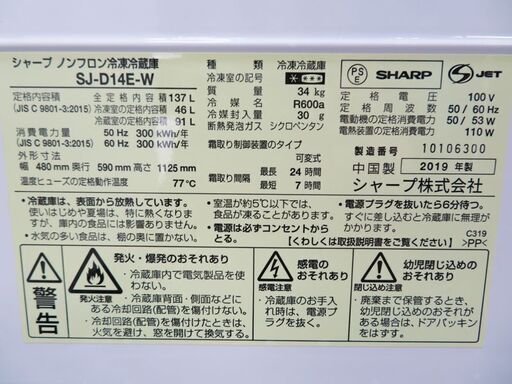 シャープ ノンフロン冷凍冷蔵庫
SJ-D14E-W
定格内容積 全定格内容積 137L
(JIS C 9801-3:2015) 冷凍室の定格内容積 46L
冷蔵室の定格内容積 91L
消費電力量 50 Hz 300 kWh/年
(JIS C 9801-3:2015) 60 Hz 300 kWh/年
外形寸法
幅 480 mm 奥行 590 mm 高さ 1125 mm
温度ヒューズの定格動作温度 77℃
種類 冷凍冷蔵庫
冷凍室の記号
質量 34 kg
冷媒 R600a
冷媒封入量 30 g
断熱発泡ガス シクロペンタン
霜取り制御装置のタイプ
可変式
霜取り間隔 最長 24 時間
最短 7 時間
PS
E
SHARP
S JET
定格電圧 100 V
定格周波数 50 / 60 Hz
電動機の定格消費電力 50 / 53 W
電熱装置の定格消費電力 110 W
製造番号 10106300
中国製 2019 年製
シャープ株式会社
●冷蔵庫は、表面から放熱しています。
使いはじめや夏場は、特に熱くなりますが、庫内の食品には影響ありません。
●水気の多い食品は、棚の奥に置かない。
●室温が約5℃以下では、食品が凍ることがあります。
●電源は必ずコンセントからとる。
●電源プラグを抜いたら6分待つ。
すぐに差し込むと冷蔵庫に無理がかかります。
《くわしくは取扱説明書をご覧ください》
C319
>PP<
警告
発火・爆発のおそれあり
発火注意
●冷蔵庫内で電気製品を使わない。
●冷蔵庫背面・側面などにある冷却回路(配管)を傷付けない。
●冷却回路(配管)を傷付けたときは、火気を避け、窓を開けて換気する。
感電のおそれあり
感電注意
●冷蔵庫のお手入れ時は、電源プラグを抜く。
幼児閉じ込めのおそれあり
●廃棄まで保管するときなど、幼児閉じ込めのおそれがある場合は、ドアパッキンをはずす。